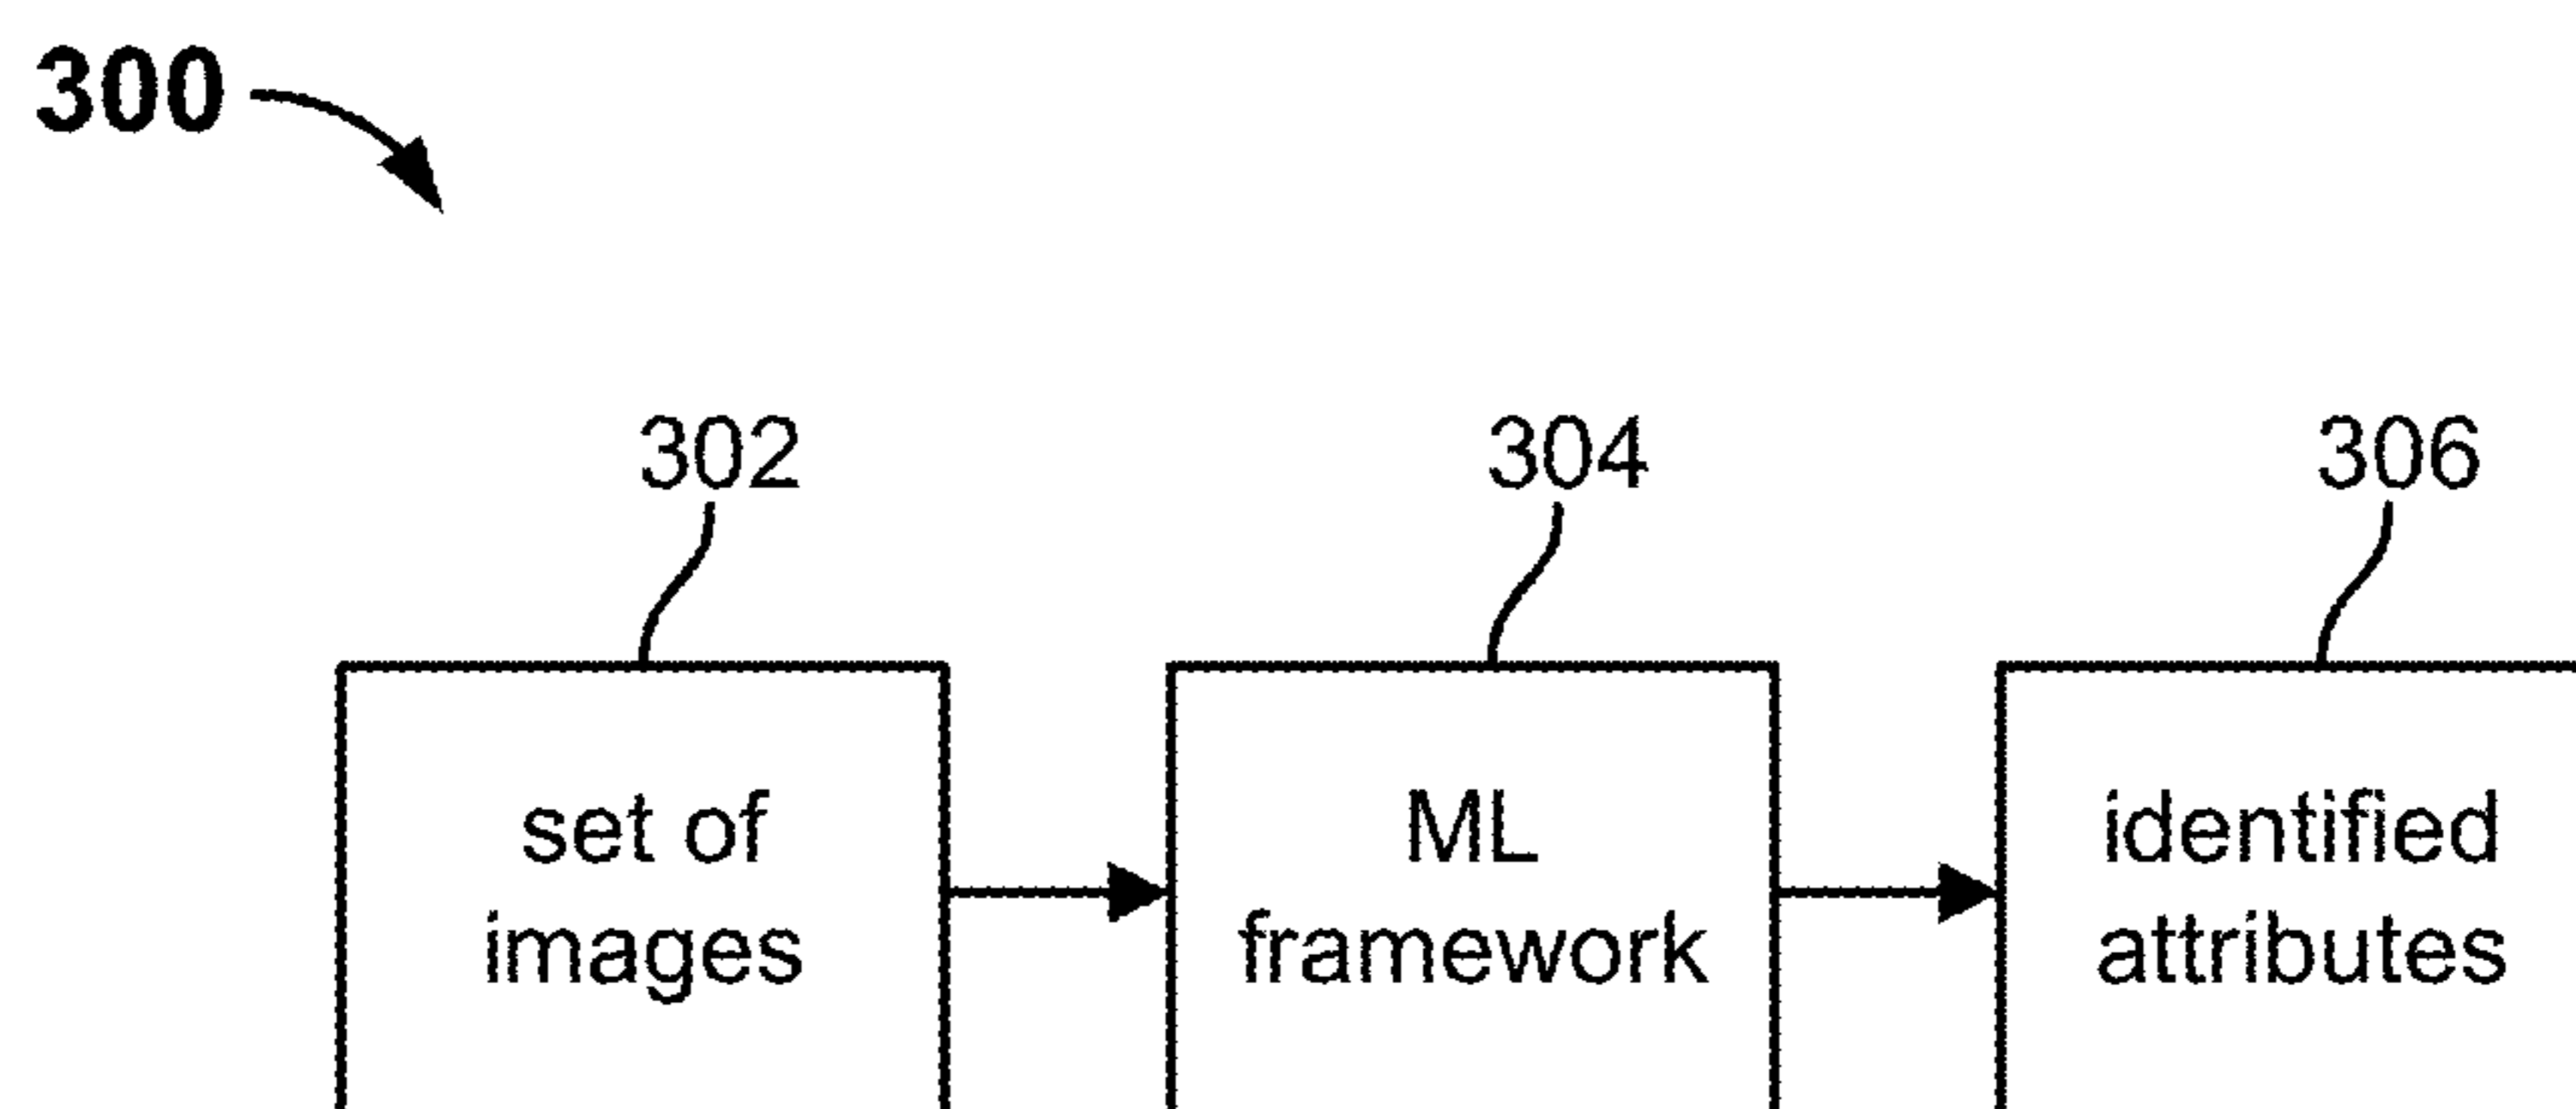 300
302
304
306
set of
images
ML
framework
identified
attributes